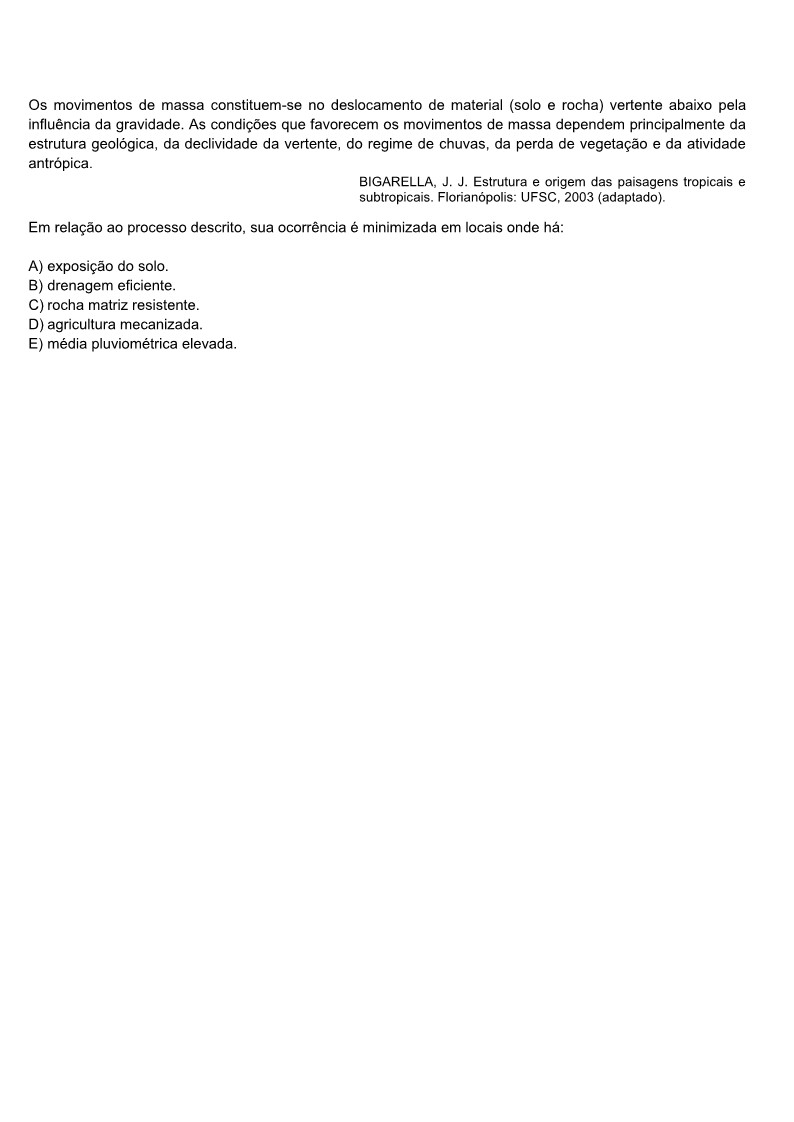 Os movimentos de massa constituem-se no deslocamento de material (solo e rocha) vertente abaixo pela
influência da gravidade. As condições que favorecem os movimentos de massa dependem principalmente da
estrutura geológica, da declividade da vertente, do regime de chuvas, da perda de vegetação e da atividade
antrópica.
BIGARELLA, J. J. Estrutura e origem das paisagens tropicais e
subtropicais. Florianópolis: UFSC, 2003 (adaptado).
Em relação ao processo descrito, sua ocorrência é minimizada em locais onde há:
A) exposição do solo.
B) drenagem eficiente.
C) rocha matriz resistente.
D) agricultura mecanizada.
E) média pluviométrica elevada.